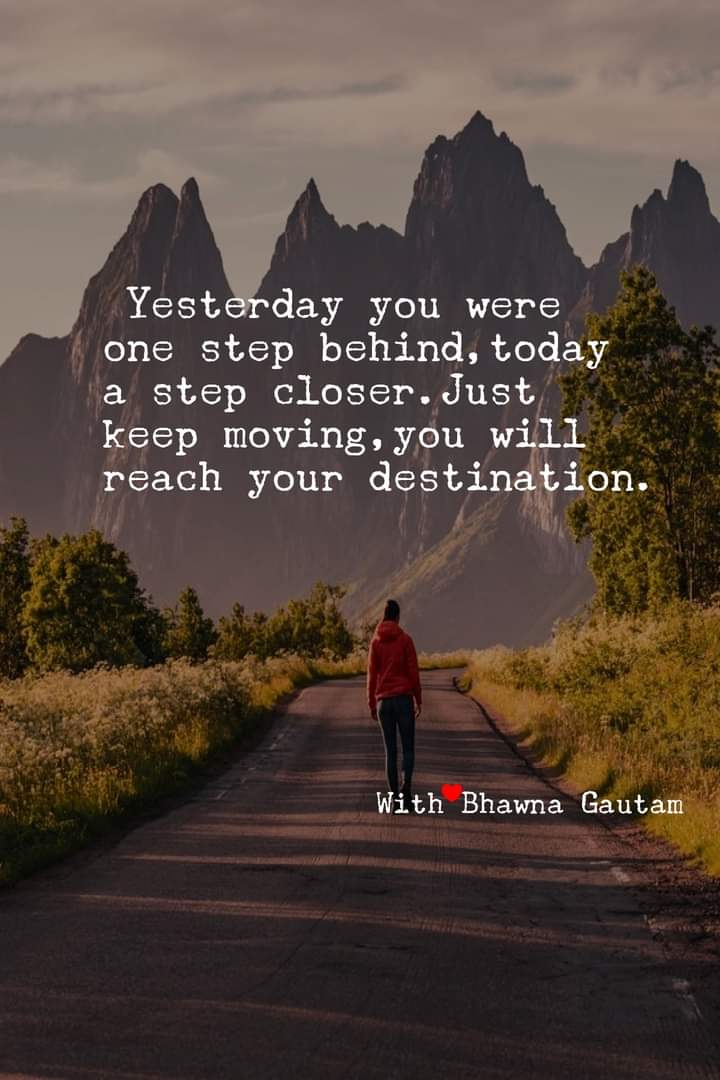 Yesterday you were
one step behind,today
a step closer.Just
keep moving,you will
reach your destination.
With❤Bhawna Gautam